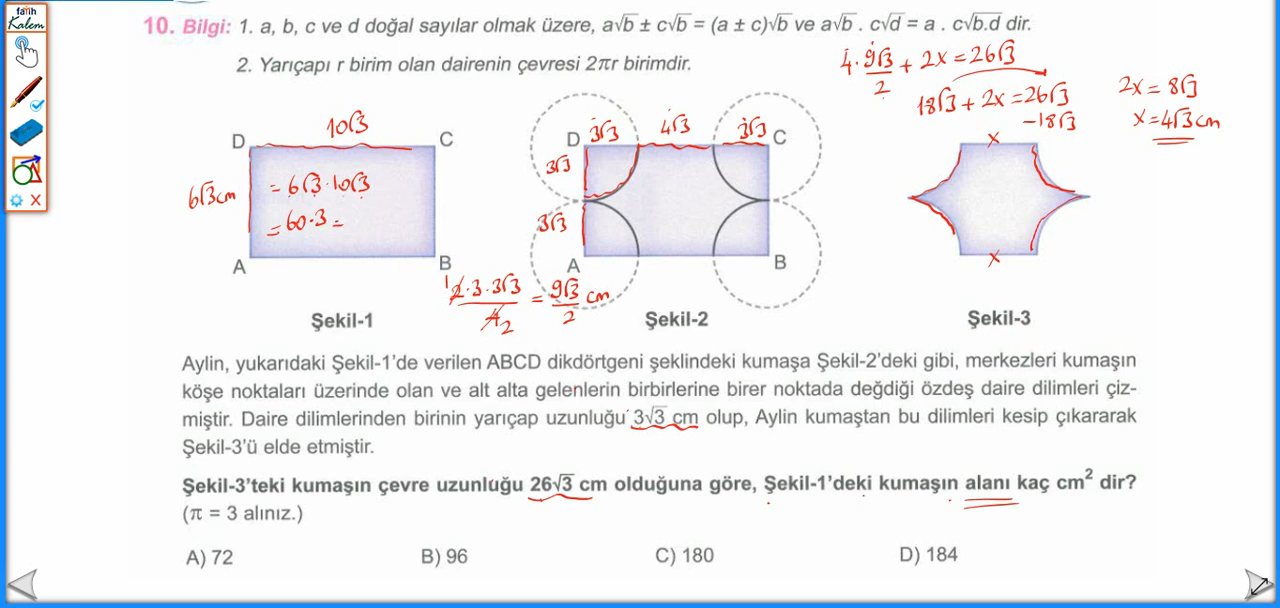 fatih
Kalem
10. Bilgi: 1. a, b, c ve d doğal sayılar olmak üzere, a√b ± c√b = (a ± c)√b ve a√b . c√d = a . c√b.d dir.
2. Yarıçapı r birim olan dairenin çevresi 2πr birimdir.
4·9√3/2 + 2x = 26√3
18√3 + 2x = 26√3
-18√3
2x = 8√3
x = 4√3 cm
10√3
D
C
6√3 cm
= 6√3·10√3
= 60·3 =
A
B
Şekil-1
D
3√3
4√3
3√3
C
3√3
3√3
A
B
1 2·3·3√3/4 2 = 9√3/2 cm
Şekil-2
x
x
Şekil-3
Aylin, yukarıdaki Şekil-1’de verilen ABCD dikdörtgeni şeklindeki kumaşa Şekil-2’deki gibi, merkezleri kumaşın
köşe noktaları üzerinde olan ve alt alta gelenlerin birbirlerine birer noktada değdiği özdeş daire dilimleri çiz-
miştir. Daire dilimlerinden birinin yarıçap uzunluğu 3√3 cm olup, Aylin kumaştan bu dilimleri kesip çıkararak
Şekil-3’ü elde etmiştir.
Şekil-3’teki kumaşın çevre uzunluğu 26√3 cm olduğuna göre, Şekil-1’deki kumaşın alanı kaç cm² dir?
(π = 3 alınız.)
A) 72
B) 96
C) 180
D) 184